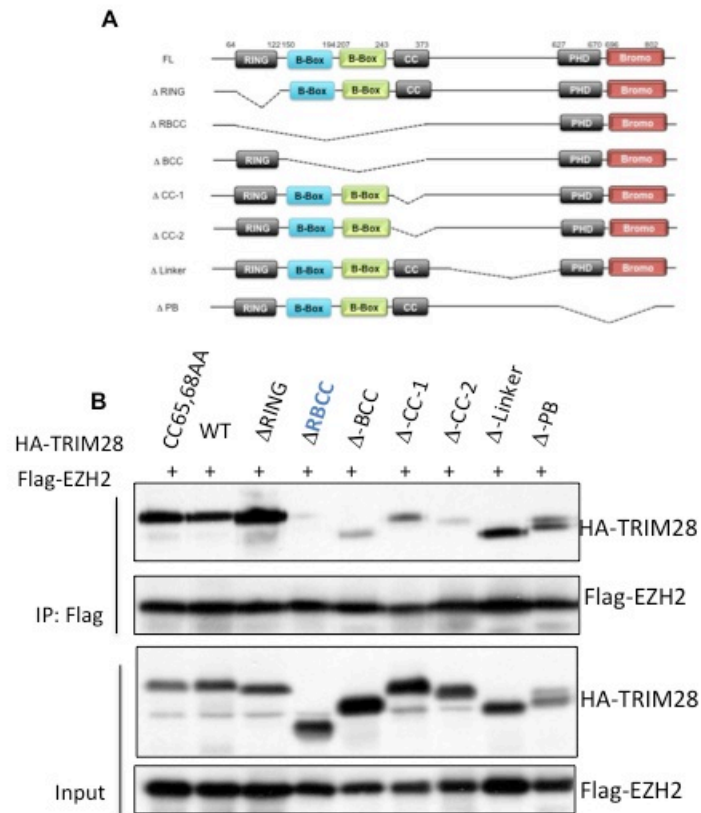 A
64 122 150 194 207 243 373 627 670 696 802
FL RING B-Box B-Box CC PHD Bromo
Δ RING B-Box B-Box CC PHD Bromo
Δ RBCC PHD Bromo
Δ BCC RING PHD Bromo
Δ CC-1 RING B-Box B-Box PHD Bromo
Δ CC-2 RING B-Box B-Box PHD Bromo
Δ Linker RING B-Box B-Box CC PHD Bromo
Δ PB RING B-Box B-Box CC
B
HA-TRIM28 CC65,68AA WT ΔRING ΔRBCC Δ-BCC Δ-CC-1 Δ-CC-2 Δ-Linker Δ-PB
Flag-EZH2 + + + + + + + + +
HA-TRIM28
IP: Flag
Flag-EZH2
HA-TRIM28
Input
Flag-EZH2